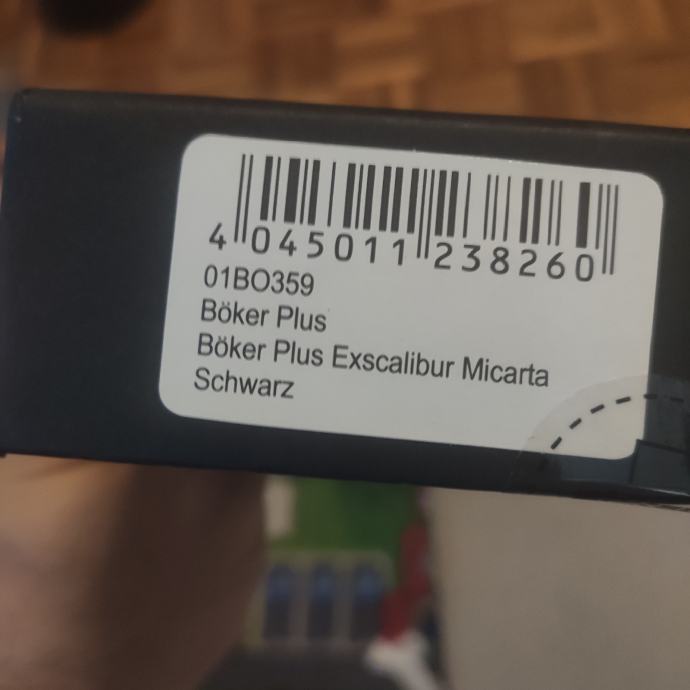 4 045011 238260
01BO359
Böker Plus
Böker Plus Exscalibur Micarta
Schwarz